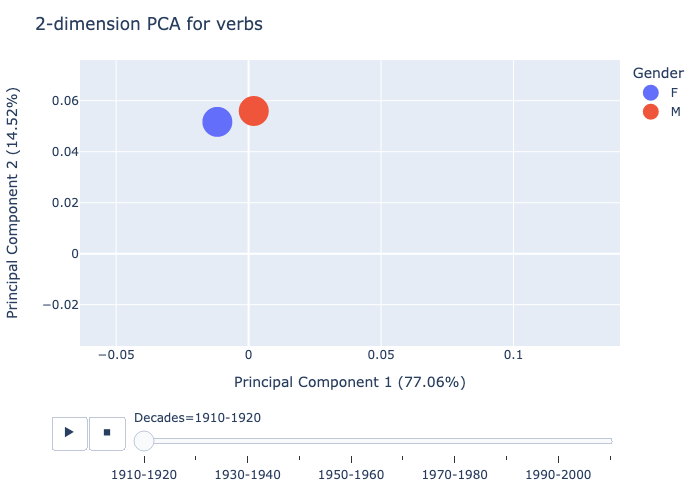 2-dimension PCA for verbs
Gender
F
M
0.06
0.04
0.02
0
−0.02
Principal Component 2 (14.52%)
−0.05
0
0.05
0.1
Principal Component 1 (77.06%)
Decades=1910-1920
1910-1920
1930-1940
1950-1960
1970-1980
1990-2000